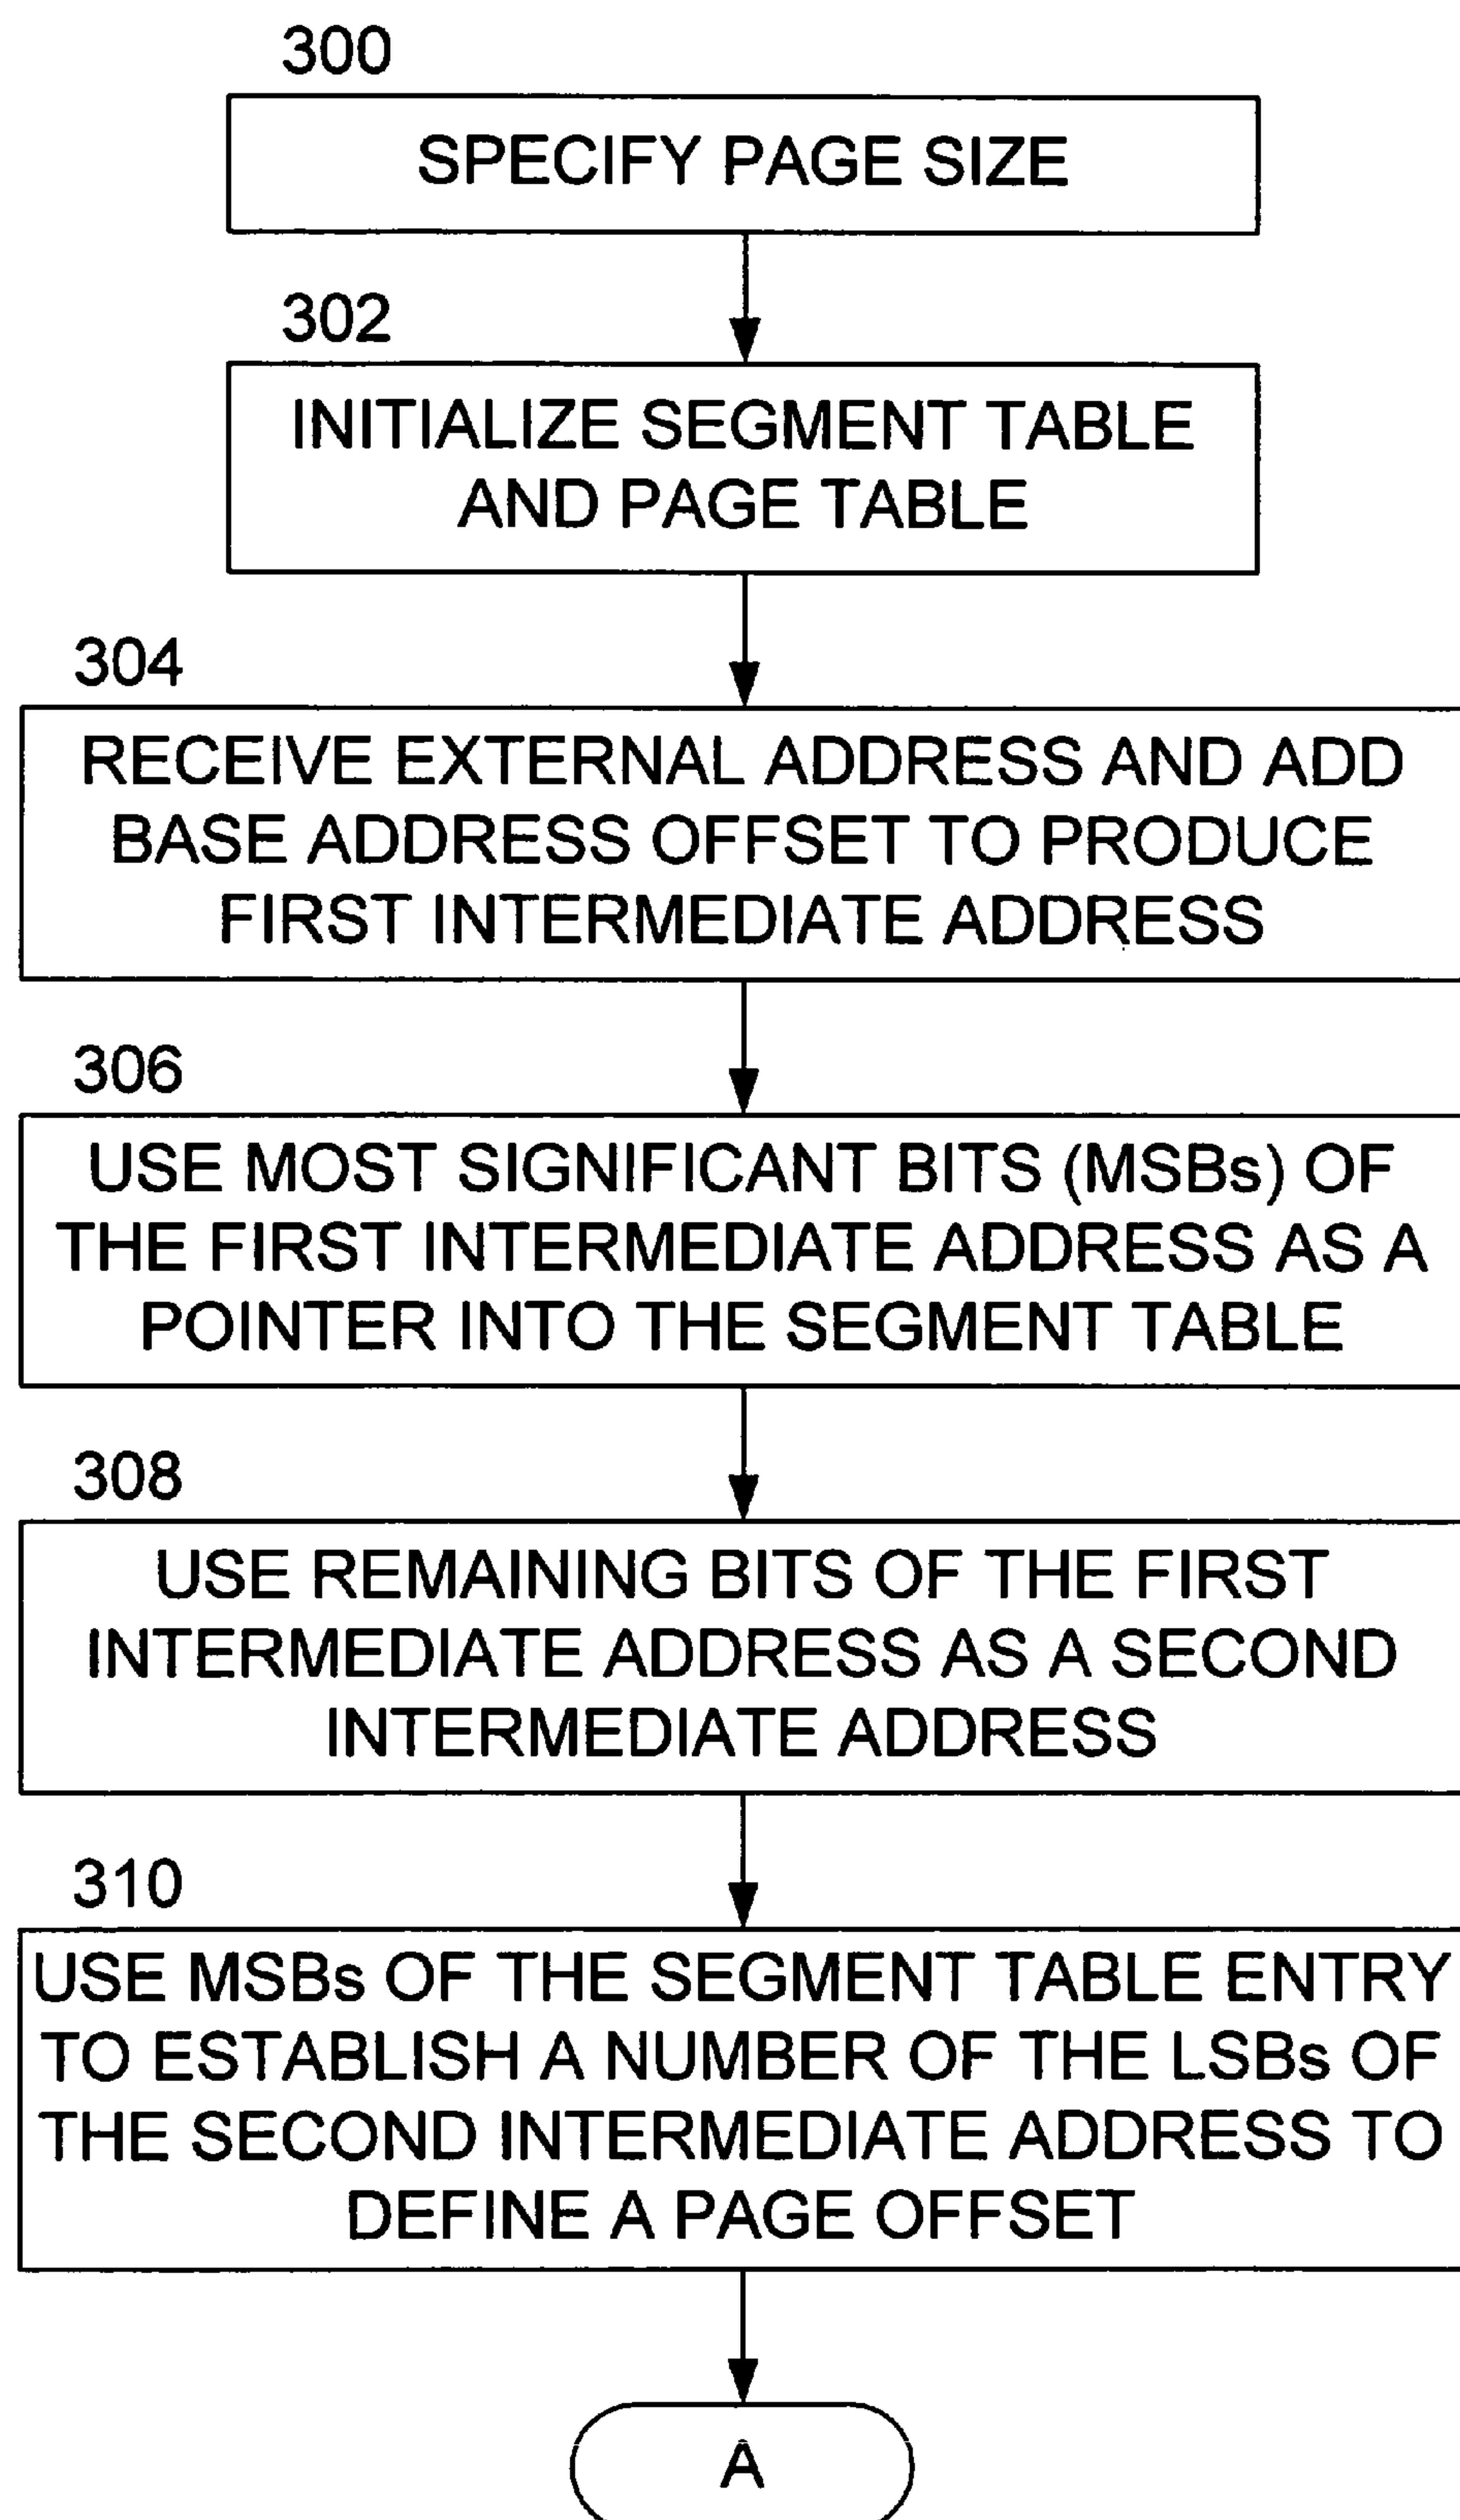 300
SPECIFY PAGE SIZE
302
INITIALIZE SEGMENT TABLE
AND PAGE TABLE
304
RECEIVE EXTERNAL ADDRESS AND ADD
BASE ADDRESS OFFSET TO PRODUCE
FIRST INTERMEDIATE ADDRESS
306
USE MOST SIGNIFICANT BITS (MSBs) OF
THE FIRST INTERMEDIATE ADDRESS AS A
POINTER INTO THE SEGMENT TABLE
308
USE REMAINING BITS OF THE FIRST
INTERMEDIATE ADDRESS AS A SECOND
INTERMEDIATE ADDRESS
310
USE MSBs OF THE SEGMENT TABLE ENTRY
TO ESTABLISH A NUMBER OF THE LSBs OF
THE SECOND INTERMEDIATE ADDRESS TO
DEFINE A PAGE OFFSET
A